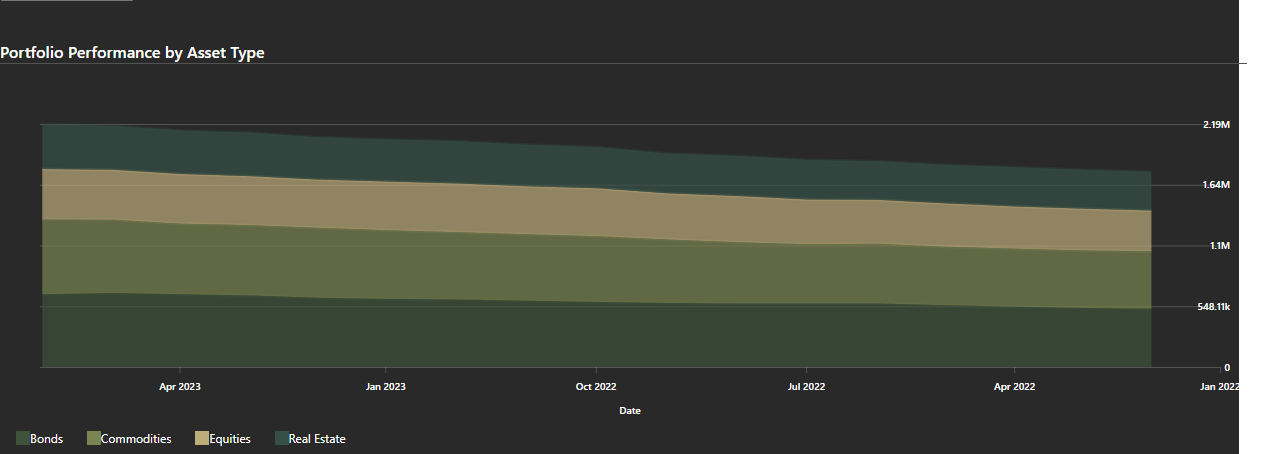 Portfolio Performance by Asset Type
2.19M
1.64M
1.1M
548.11k
0
Apr 2023 Jan 2023 Oct 2022 Jul 2022 Apr 2022 Jan 2022
Date
Bonds Commodities Equities Real Estate